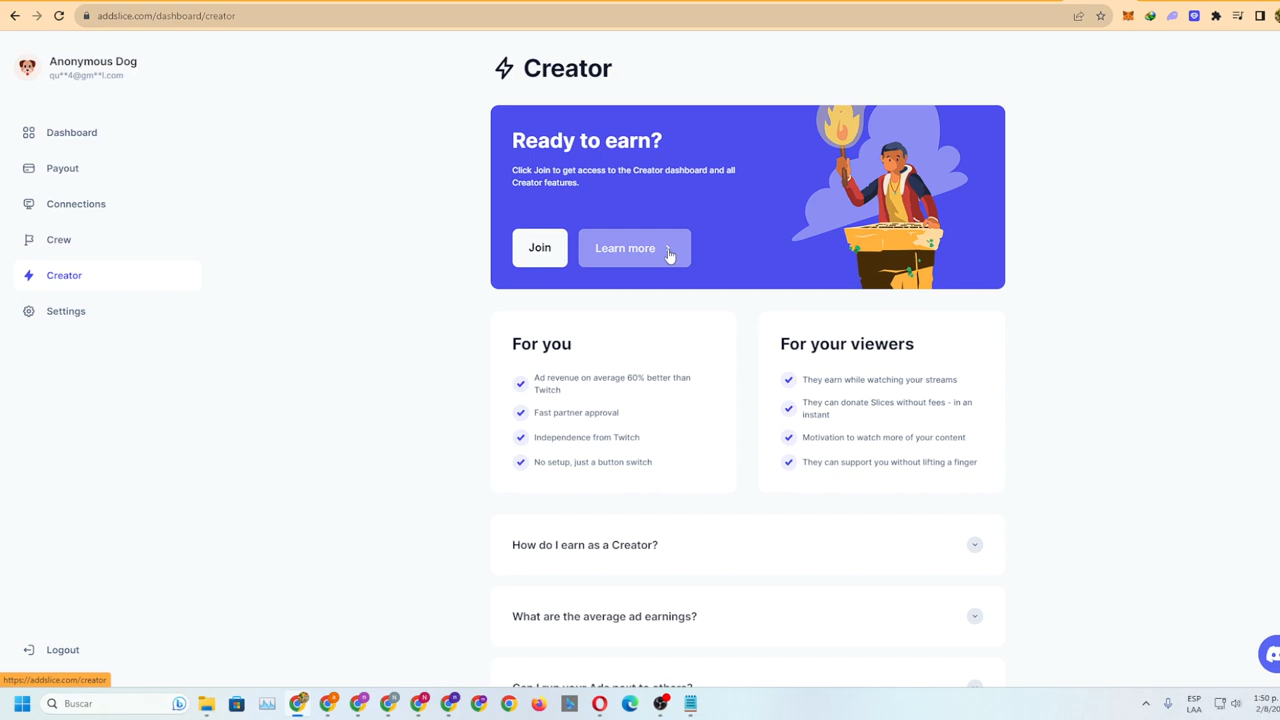 addslice.com/dashboard/creator
Anonymous Dog
qu**4@gm**l.com
Dashboard
Payout
Connections
Crew
Creator
Settings
Logout
Creator
Ready to earn?
Click Join to get access to the Creator dashboard and all
Creator features.
Join
Learn more
For you
Ad revenue on average 60% better than
Twitch
Fast partner approval
Independence from Twitch
No setup, just a button switch
For your viewers
They earn while watching your streams
They can donate Slices without fees - in an
instant
Motivation to watch more of your content
They can support you without lifting a finger
How do I earn as a Creator?
What are the average ad earnings?
https://addslice.com/creator
Buscar
ESP
LAA
1:50 p.
2/8/20